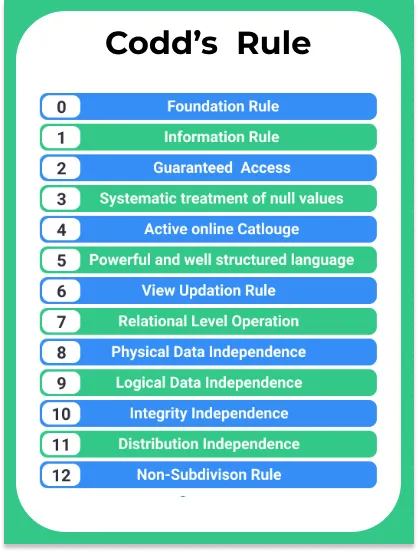 Codd's Rule
0 Foundation Rule
1 Information Rule
2 Guaranteed Access
3 Systematic treatment of null values
4 Active online Catlouge
5 Powerful and well structured language
6 View Updation Rule
7 Relational Level Operation
8 Physical Data Independence
9 Logical Data Independence
10 Integrity Independence
11 Distribution Independence
12 Non-Subdivison Rule